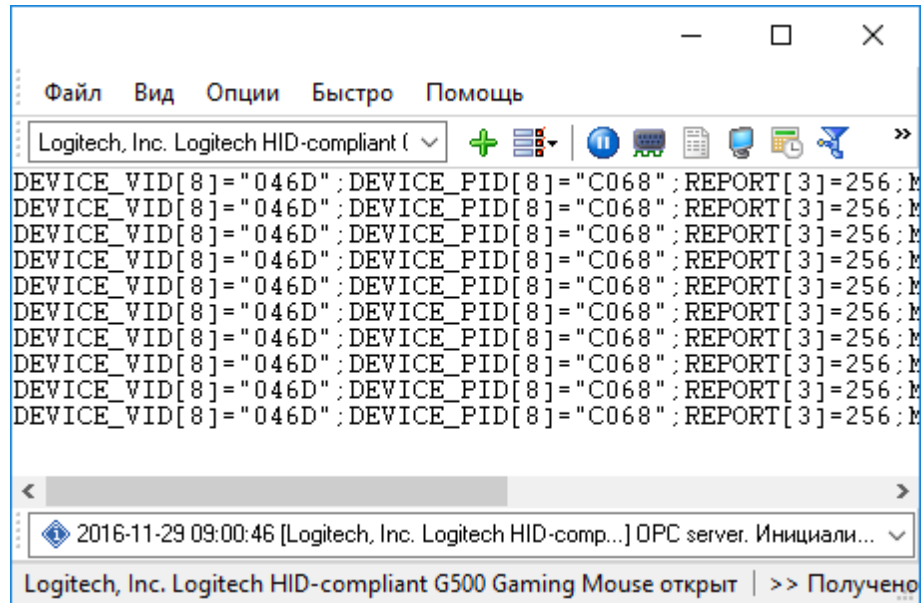 Файл Вид Опции Быстро Помощь
Logitech, Inc. Logitech HID-compliant (
DEVICE_VID[8]="046D";DEVICE_PID[8]="C068";REPORT[3]=256;M
DEVICE_VID[8]="046D";DEVICE_PID[8]="C068";REPORT[3]=256;M
DEVICE_VID[8]="046D";DEVICE_PID[8]="C068";REPORT[3]=256;M
DEVICE_VID[8]="046D";DEVICE_PID[8]="C068";REPORT[3]=256;M
DEVICE_VID[8]="046D";DEVICE_PID[8]="C068";REPORT[3]=256;M
DEVICE_VID[8]="046D";DEVICE_PID[8]="C068";REPORT[3]=256;M
DEVICE_VID[8]="046D";DEVICE_PID[8]="C068";REPORT[3]=256;M
DEVICE_VID[8]="046D";DEVICE_PID[8]="C068";REPORT[3]=256;M
DEVICE_VID[8]="046D";DEVICE_PID[8]="C068";REPORT[3]=256;M
DEVICE_VID[8]="046D";DEVICE_PID[8]="C068";REPORT[3]=256;M
2016-11-29 09:00:46 [Logitech, Inc. Logitech HID-comp...] OPC server. Инициали...
Logitech, Inc. Logitech HID-compliant G500 Gaming Mouse открыт >> Получено